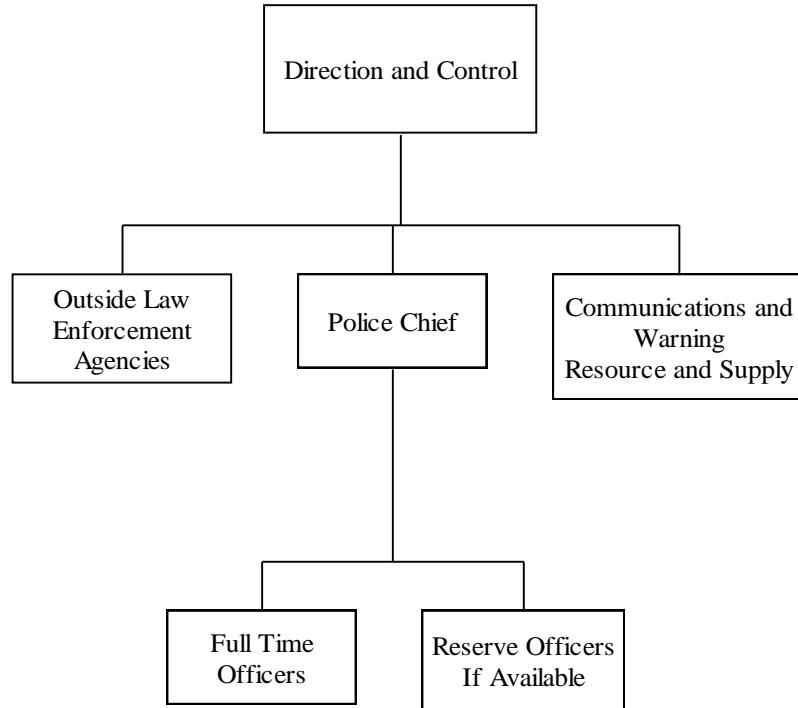 Direction and Control
Outside Law
Enforcement
Agencies
Police Chief
Communications and
Warning
Resource and Supply
Full Time
Officers
Reserve Officers
If Available